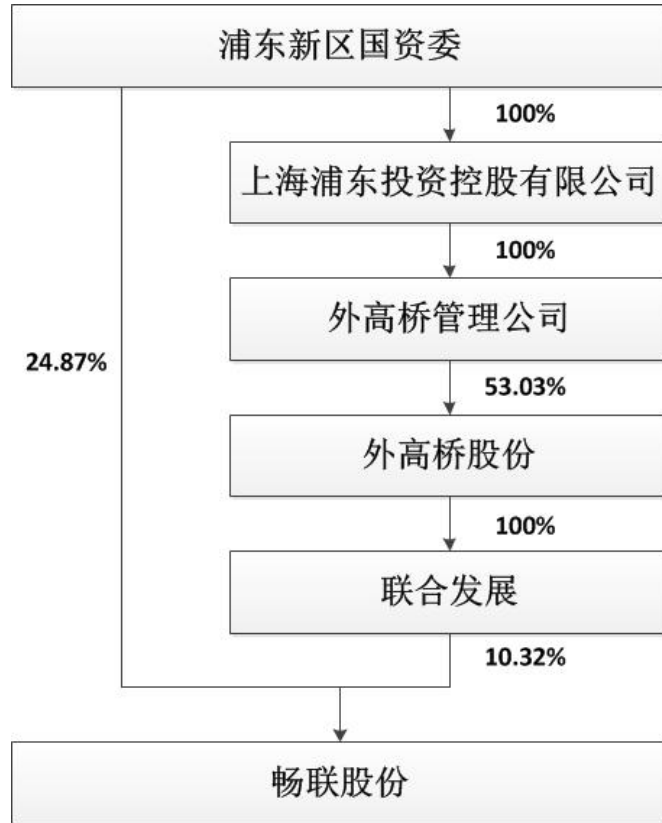 浦东新区国资委
100%
上海浦东投资控股有限公司
100%
外高桥管理公司
24.87%
53.03%
外高桥股份
100%
联合发展
10.32%
畅联股份